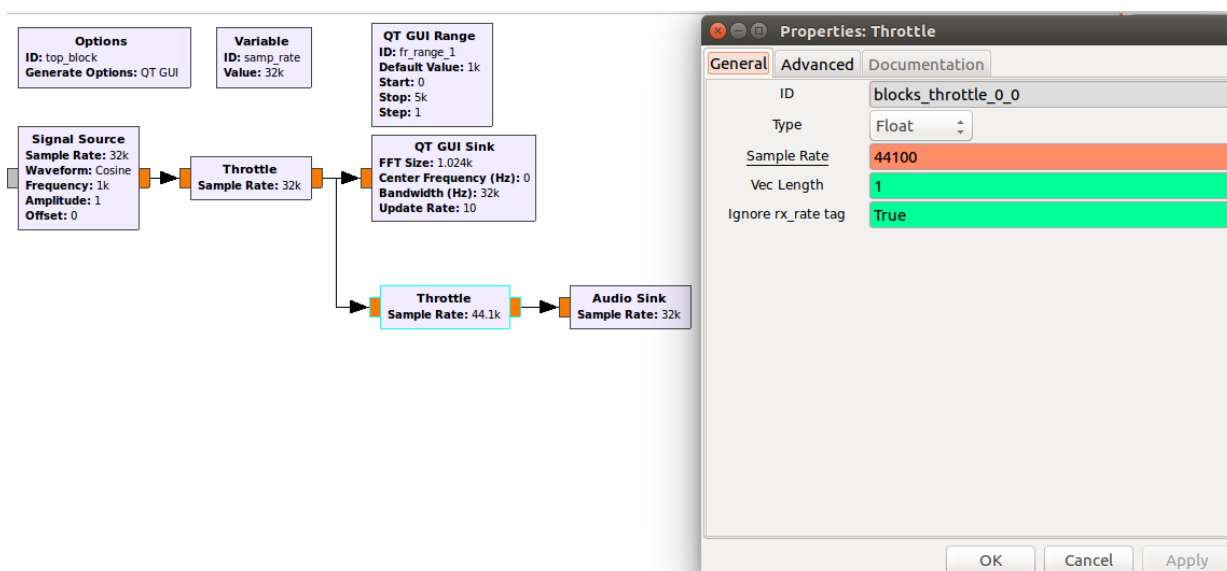 Options
ID: top_block
Generate Options: QT GUI
Variable
ID: samp_rate
Value: 32k
QT GUI Range
ID: fr_range_1
Default Value: 1k
Start: 0
Stop: 5k
Step: 1
Signal Source
Sample Rate: 32k
Waveform: Cosine
Frequency: 1k
Amplitude: 1
Offset: 0
Throttle
Sample Rate: 32k
QT GUI Sink
FFT Size: 1.024k
Center Frequency (Hz): 0
Bandwidth (Hz): 32k
Update Rate: 10
Throttle
Sample Rate: 44.1k
Audio Sink
Sample Rate: 32k
Properties: Throttle
General Advanced Documentation
ID blocks_throttle_0_0
Type Float
Sample Rate 44100
Vec Length 1
Ignore rx_rate tag True
OK Cancel Apply